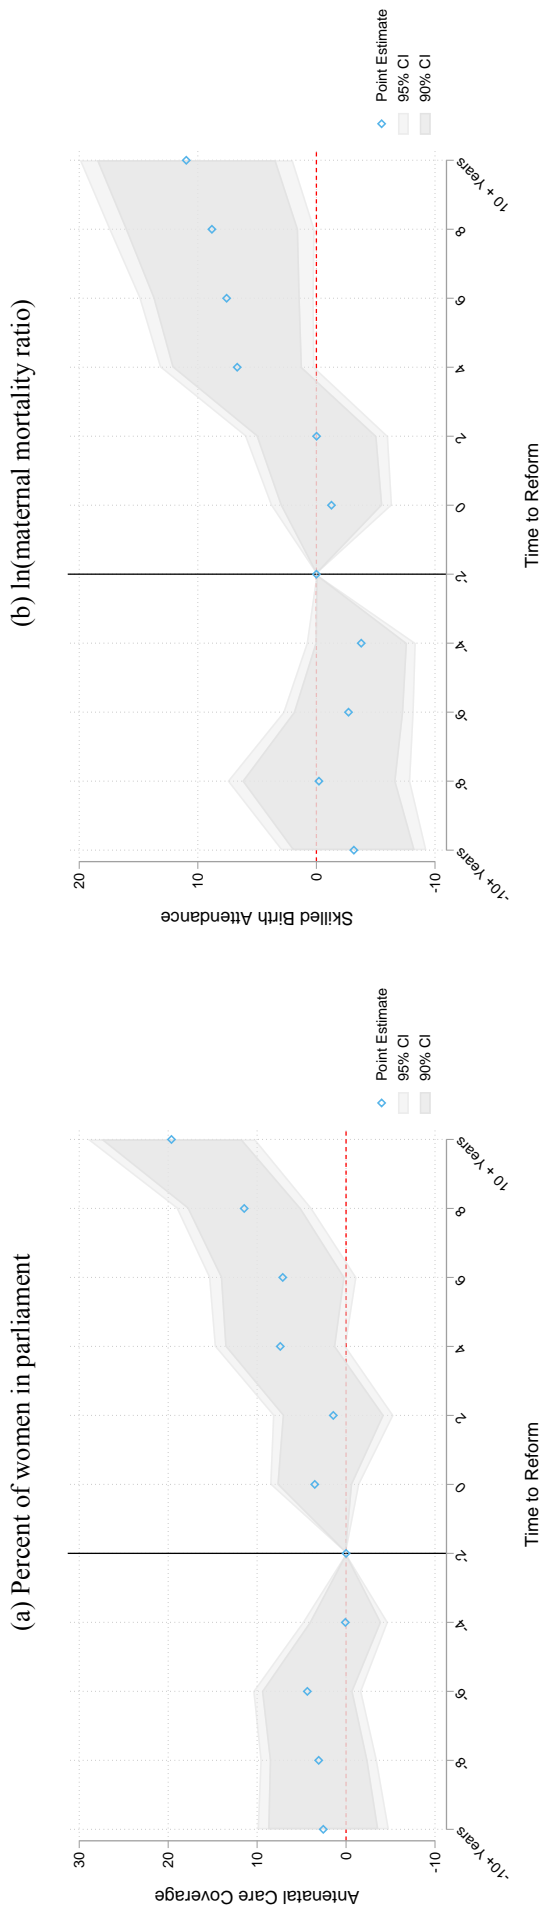 (a) Percent of women in parliament
Antenatal Care Coverage
30
20
10
0
-10
-10+ Years
-8
-6
-4
-2
0
2
4
6
8
10 + Years
Time to Reform
Point Estimate
95% CI
90% CI
(b) ln(maternal mortality ratio)
Skilled Birth Attendance
20
10
0
-10
-10+ Years
-8
-6
-4
-2
0
2
4
6
8
10 + Years
Time to Reform
Point Estimate
95% CI
90% CI